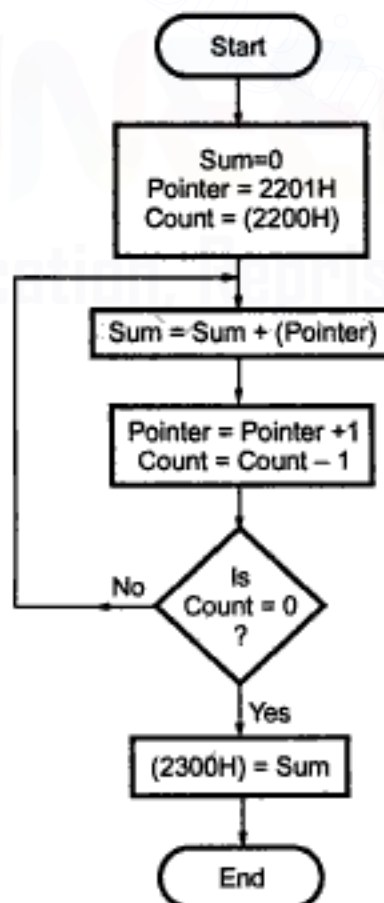 Start
Sum=0
Pointer = 2201H
Count = (2200H)
Sum = Sum + (Pointer)
Pointer = Pointer +1
Count = Count – 1
No
Is
Count = 0
?
Yes
(2300H) = Sum
End